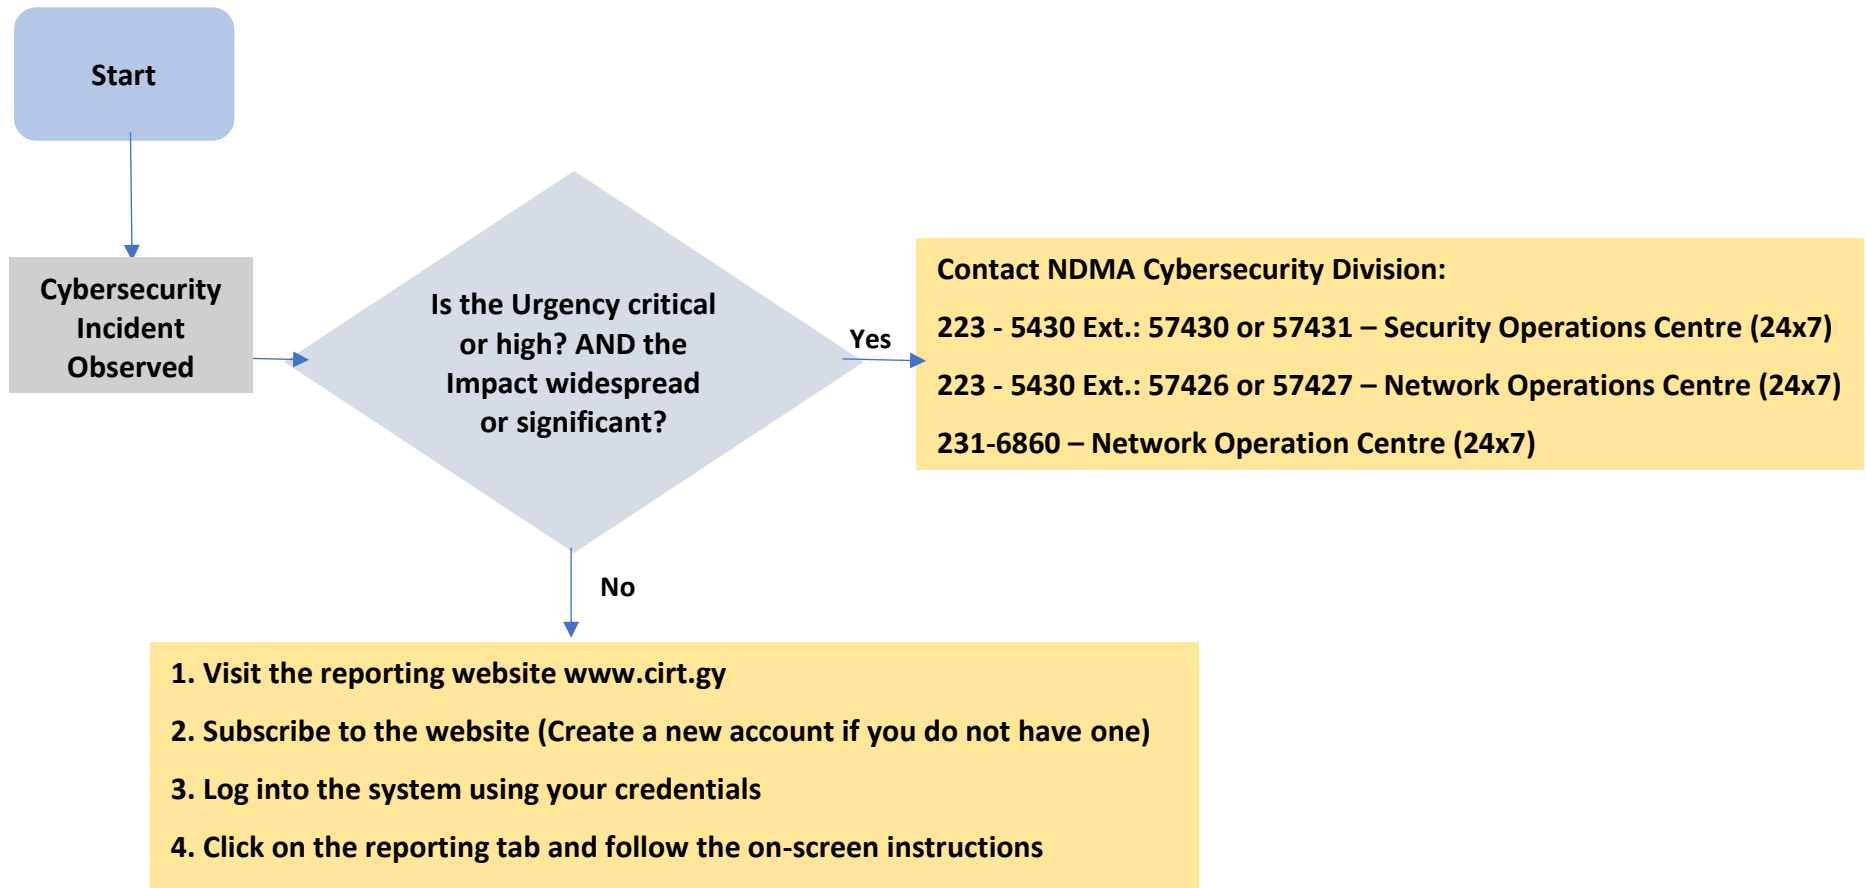 Start
Cybersecurity
Incident
Observed
Is the Urgency critical
or high? AND the
Impact widespread
or significant?
Yes
Contact NDMA Cybersecurity Division:
223 - 5430 Ext.: 57430 or 57431 – Security Operations Centre (24x7)
223 - 5430 Ext.: 57426 or 57427 – Network Operations Centre (24x7)
231-6860 – Network Operation Centre (24x7)
No
1. Visit the reporting website www.cirt.gy
2. Subscribe to the website (Create a new account if you do not have one)
3. Log into the system using your credentials
4. Click on the reporting tab and follow the on-screen instructions